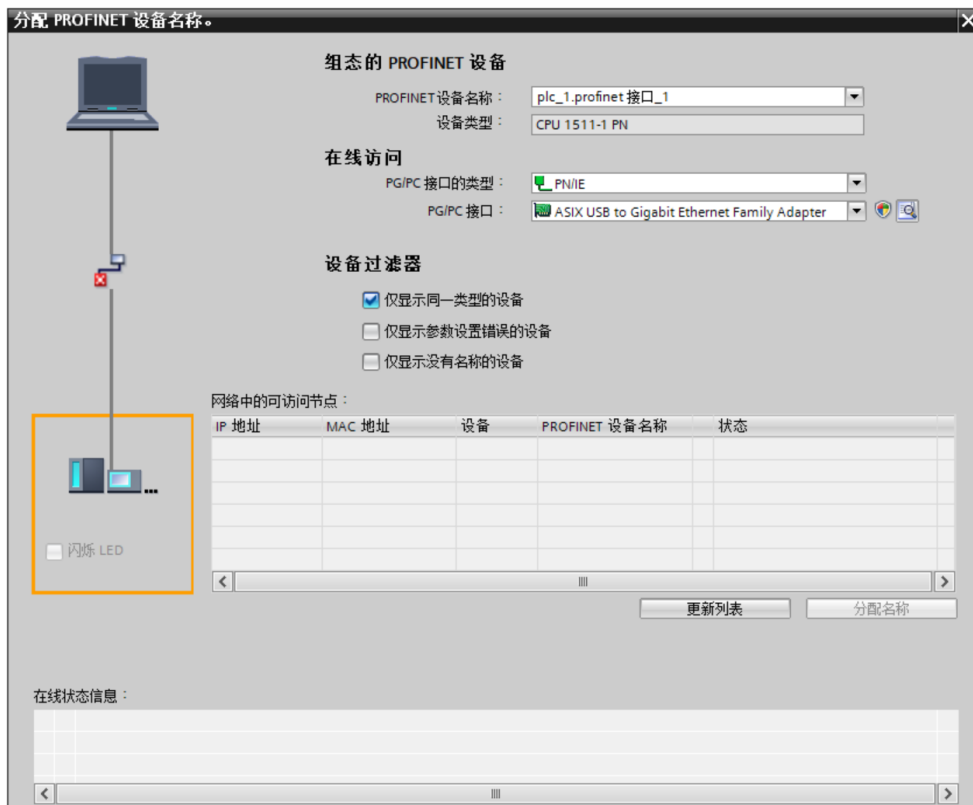 分配 PROFINET 设备名称。
组态的 PROFINET 设备
PROFINET设备名称： plc_1.profinet 接口_1
设备类型： CPU 1511-1 PN
在线访问
PG/PC 接口的类型： PN/IE
PG/PC 接口： ASIX USB to Gigabit Ethernet Family Adapter
设备过滤器
仅显示同一类型的设备
仅显示参数设置错误的设备
仅显示没有名称的设备
网络中的可访问节点：
IP 地址 MAC 地址 设备 PROFINET 设备名称 状态
闪烁 LED
更新列表 分配名称
在线状态信息：